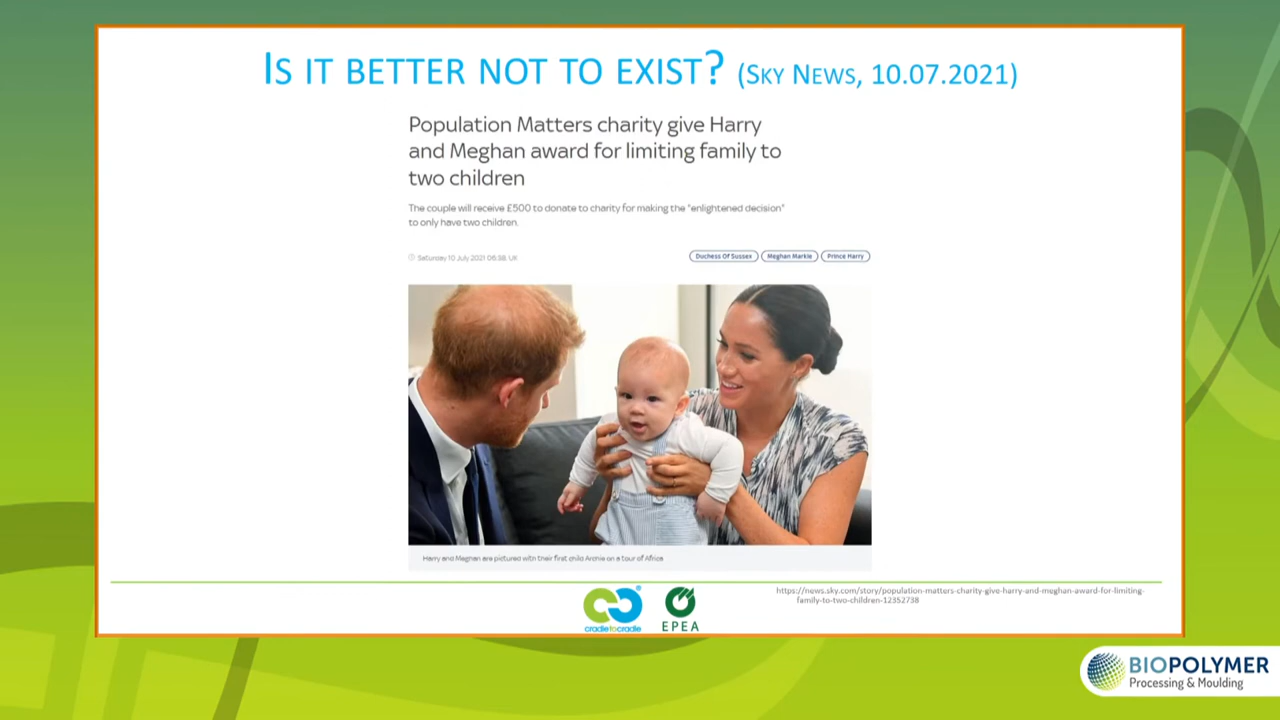 IS IT BETTER NOT TO EXIST? (SKY NEWS, 10.07.2021)
Population Matters charity give Harry
and Meghan award for limiting family to
two children
The couple will receive £500 to donate to charity for making the "enlightened decision"
to only have two children.
Saturday 10 July 2021 06:38, UK
Duchess Of Sussex Meghan Markle Prince Harry
Harry and Meghan are pictured with their first child Archie on a tour of Africa
https://news.sky.com/story/population-matters-charity-give-harry-and-meghan-award-for-limiting-
family-to-two-children-12352738
cradletocradle
EPEA
BIOPOLYMER
Processing & Moulding